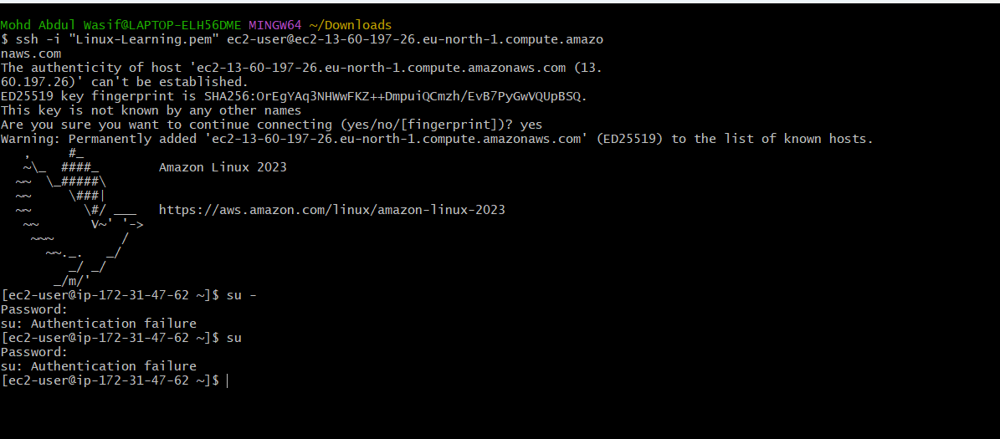 Mohd Abdul Wasif@LAPTOP-ELH56DME MINGW64 ~/Downloads
$ ssh -i "Linux-Learning.pem" ec2-user@ec2-13-60-197-26.eu-north-1.compute.amazo
naws.com
The authenticity of host 'ec2-13-60-197-26.eu-north-1.compute.amazonaws.com (13.
60.197.26)' can't be established.
ED25519 key fingerprint is SHA256:OrEgYAq3NHWwFKZ++DmpuiQCmzh/EvB7PyGwVQUpBSQ.
This key is not known by any other names
Are you sure you want to continue connecting (yes/no/[fingerprint])? yes
Warning: Permanently added 'ec2-13-60-197-26.eu-north-1.compute.amazonaws.com' (ED25519) to the list of known hosts.
   ,     #_
   ~\_  ####_        Amazon Linux 2023
  ~~  \_#####\
  ~~     \###|
  ~~       \#/ ___   https://aws.amazon.com/linux/amazon-linux-2023
   ~~       V~' '->
    ~~~         /
      ~~._.   _/
         _/ _/
       _/m/'
[ec2-user@ip-172-31-47-62 ~]$ su -
Password:
su: Authentication failure
[ec2-user@ip-172-31-47-62 ~]$ su
Password:
su: Authentication failure
[ec2-user@ip-172-31-47-62 ~]$